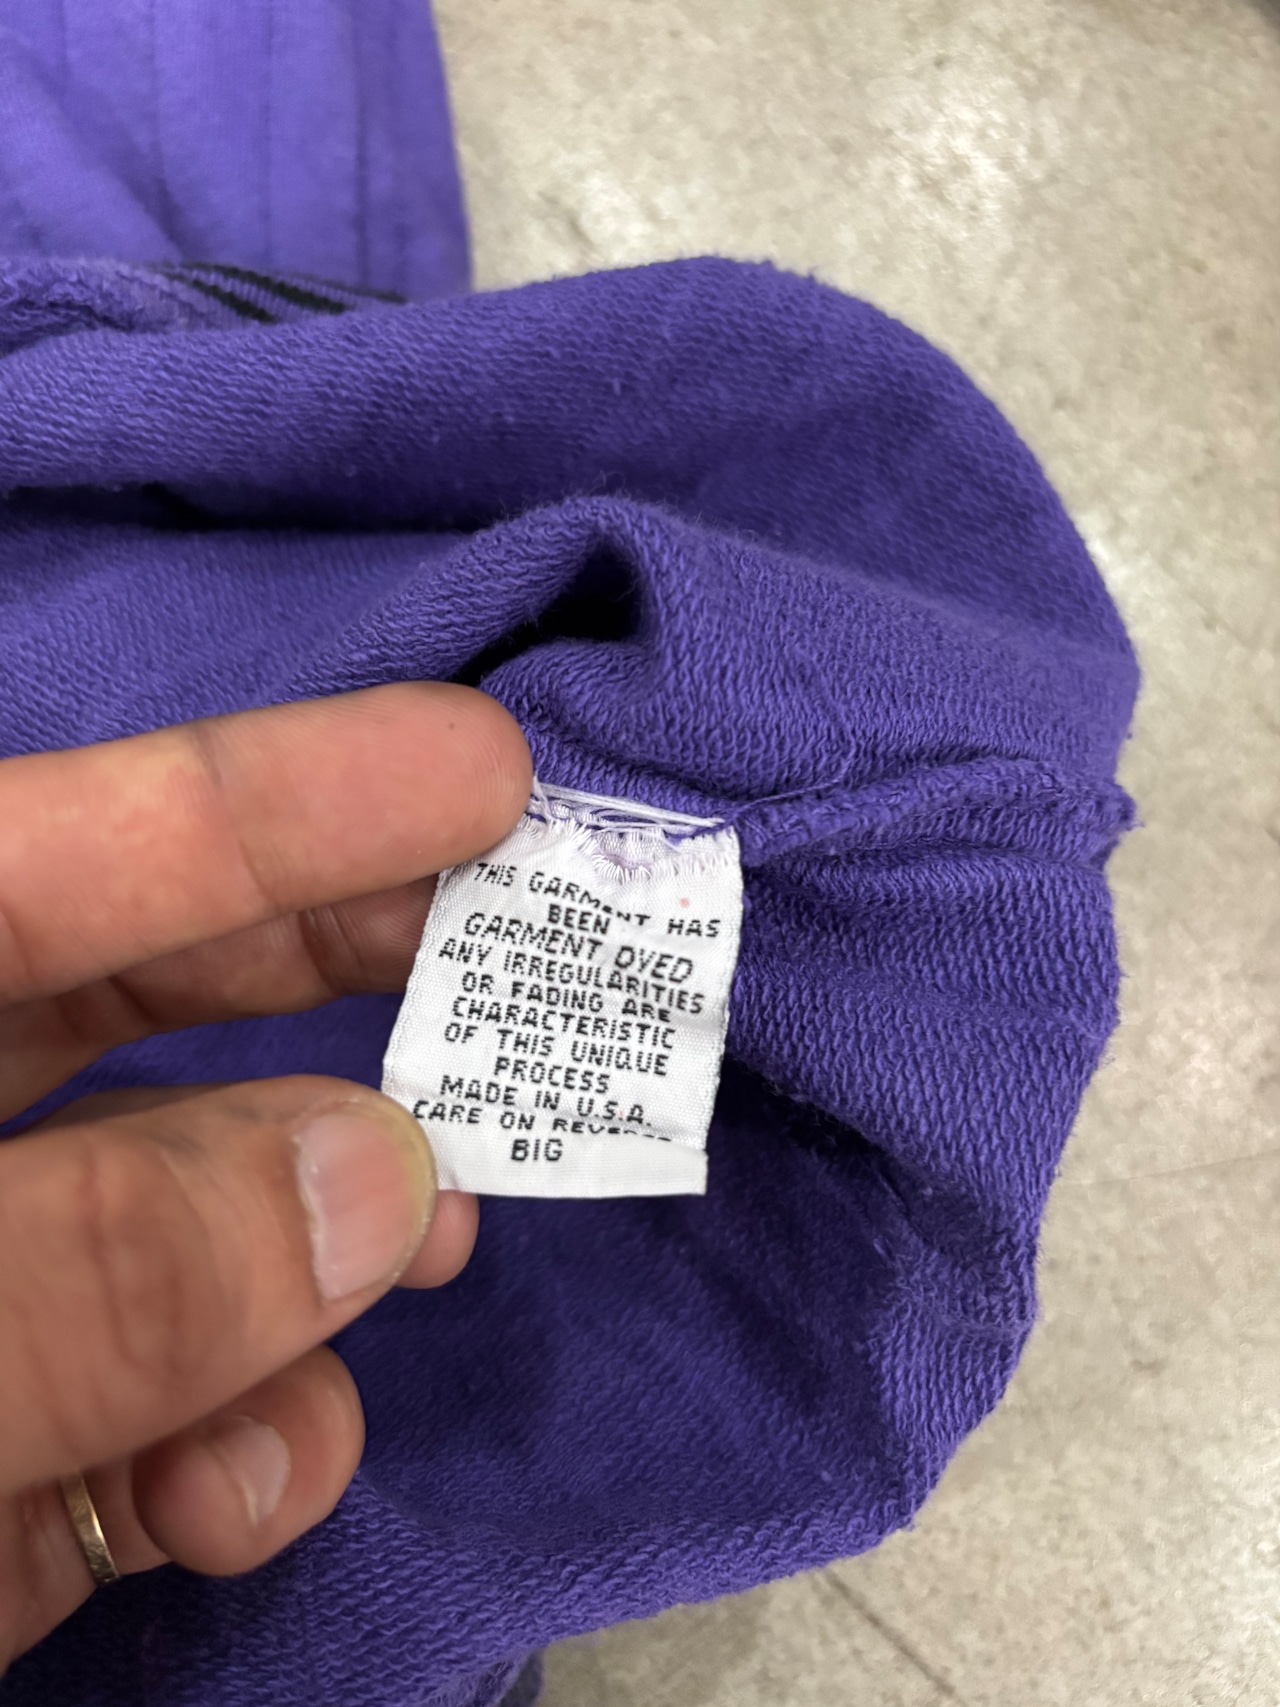 THIS GARMENT HAS
BEEN
GARMENT DYED
ANY IRREGULARITIES
OR FADING ARE
CHARACTERISTIC
OF THIS UNIQUE
PROCESS
MADE IN U.S.A.
CARE ON REVERSE
BIG